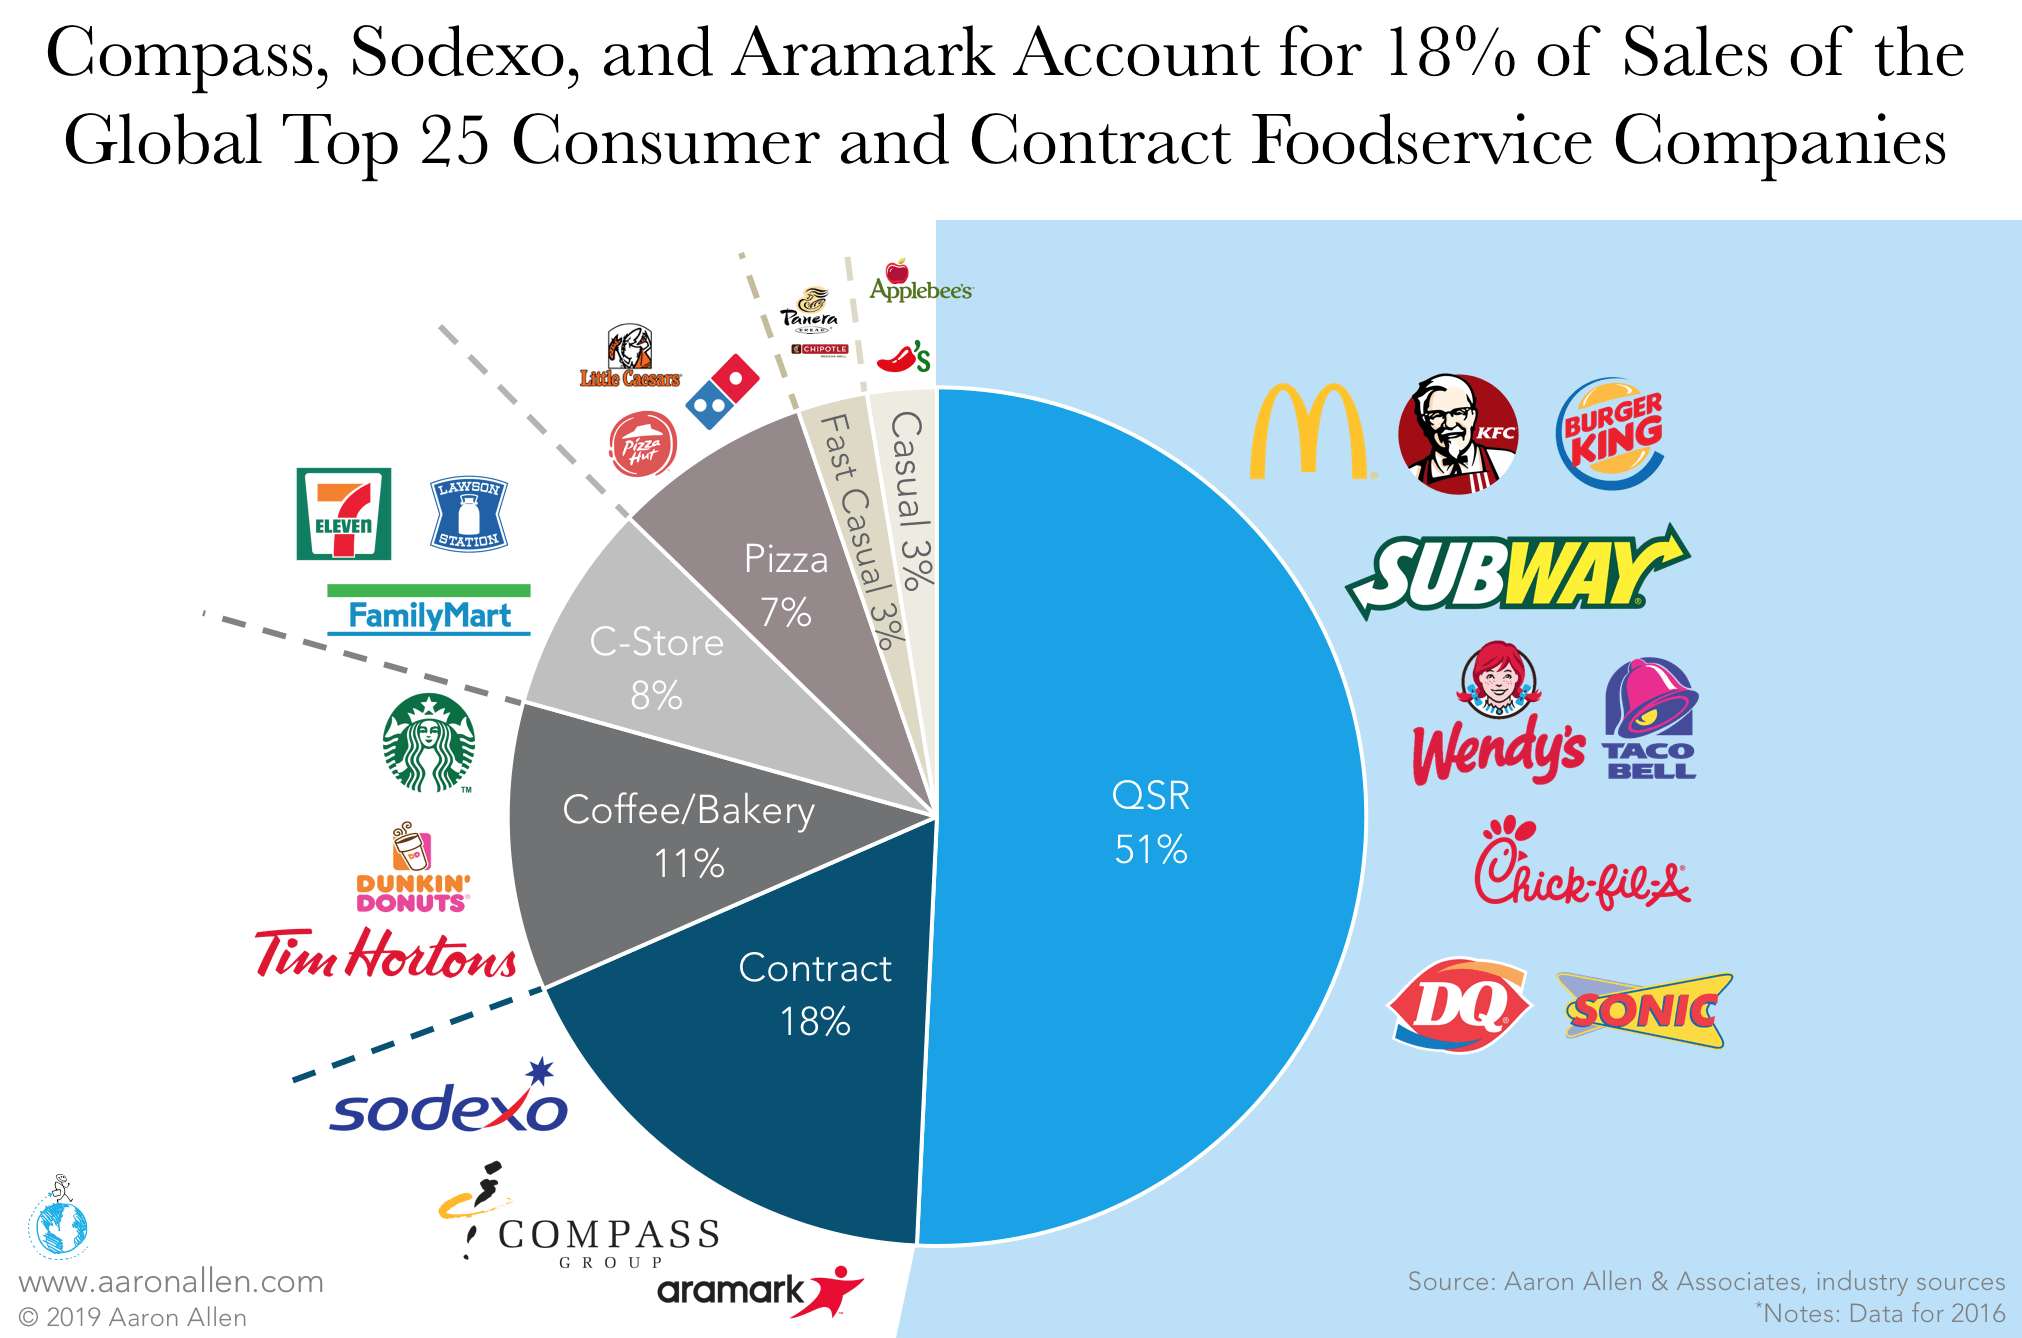 Compass, Sodexo, and Aramark Account for 18% of Sales of the
Global Top 25 Consumer and Contract Foodservice Companies
Applebee's
Panera
BREAD
CHIPOTLE
MEXICAN GRILL
'S
Little Caesars
Pizza
Hut
7
ELEVEN
LAWSON
STATION
FamilyMart
TM
DD
DUNKIN'
DONUTS
Tim Hortons
sodexo
COMPASS
GROUP
aramark
Casual 3%
Fast Casual 3%
Pizza
7%
C-Store
8%
Coffee/Bakery
11%
Contract
18%
QSR
51%
KFC
BURGER
KING
SUBWAY®
Wendy's
TACO
BELL
Chick-fil-A®
DQ®
SONIC
www.aaronallen.com
© 2019 Aaron Allen
Source: Aaron Allen & Associates, industry sources
*Notes: Data for 2016